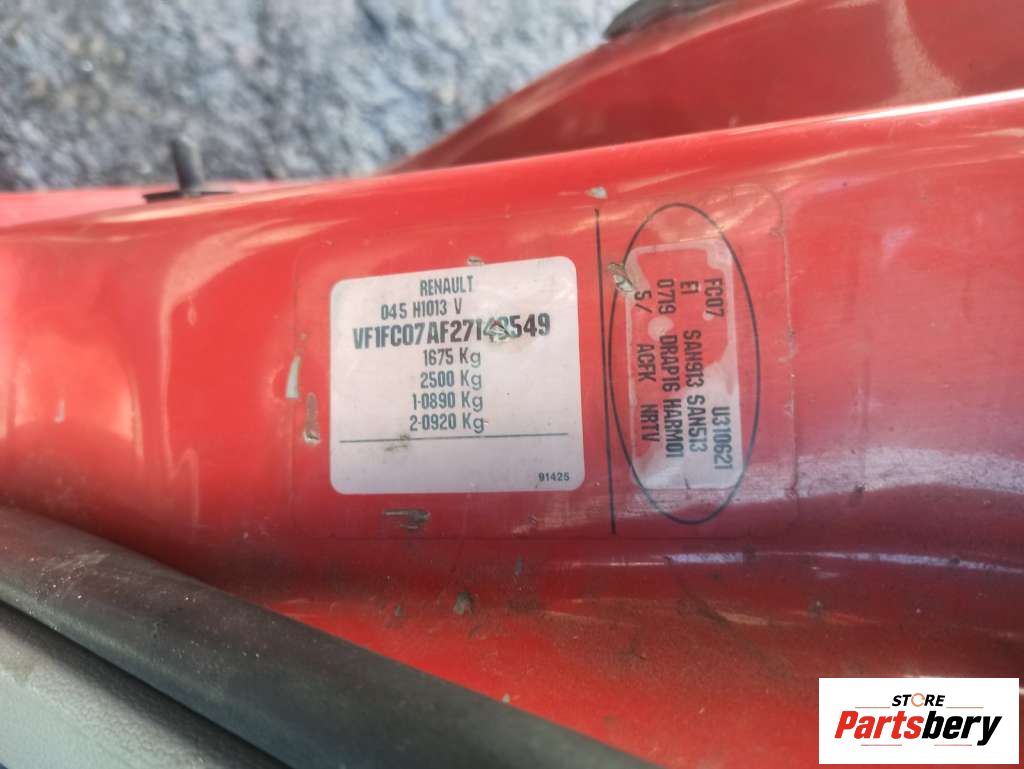 RENAULT
045 H1013 V
1675 Kg
2500 Kg
1-0890 Kg
2-0920 Kg
91425
FC07 SAN913 SAN513 U310621
E1
0719 DRAP16 HARM01
5/ ACFK NRTV
STORE
Partsbery